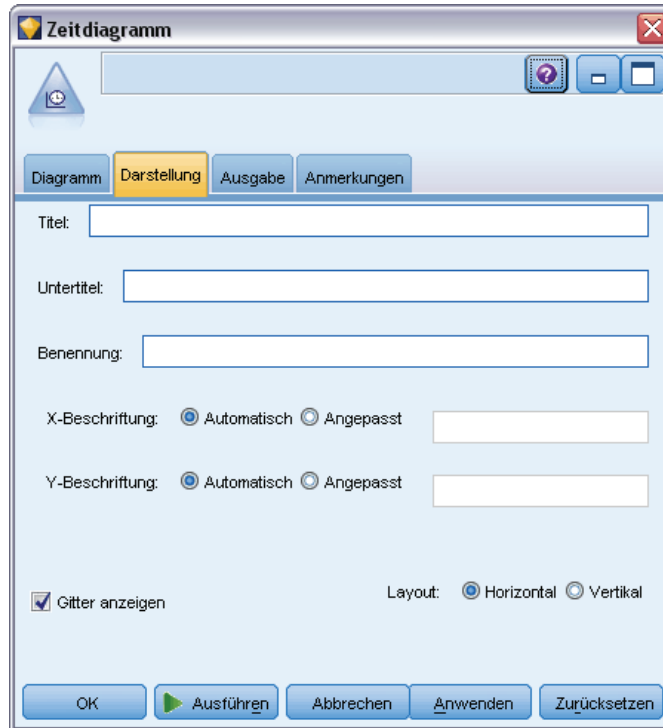 Zeitdiagramm
?
Diagramm Darstellung Ausgabe Anmerkungen
Titel:
Untertitel:
Benennung:
X-Beschriftung: Automatisch Angepasst
Y-Beschriftung: Automatisch Angepasst
Gitter anzeigen Layout: Horizontal Vertikal
OK Ausführen Abbrechen Anwenden Zurücksetzen